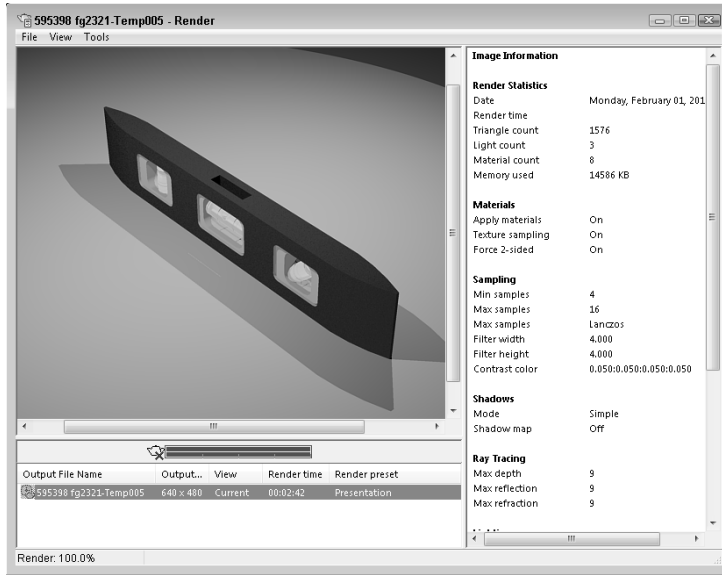 595398 fg2321-Temp005 - Render
File View Tools
Image Information
Render Statistics
Date Monday, February 01, 201
Render time
Triangle count 1576
Light count 3
Material count 8
Memory used 14586 KB
Materials
Apply materials On
Texture sampling On
Force 2-sided On
Sampling
Min samples 4
Max samples 16
Max samples Lanczos
Filter width 4.000
Filter height 4.000
Contrast color 0.050:0.050:0.050:0.050
Shadows
Mode Simple
Shadow map Off
Ray Tracing
Max depth 9
Max reflection 9
Max refraction 9
Output File Name Output... View Render time Render preset
595398 fg2321-Temp005 640 x 480 Current 00:02:42 Presentation
Render: 100.0%